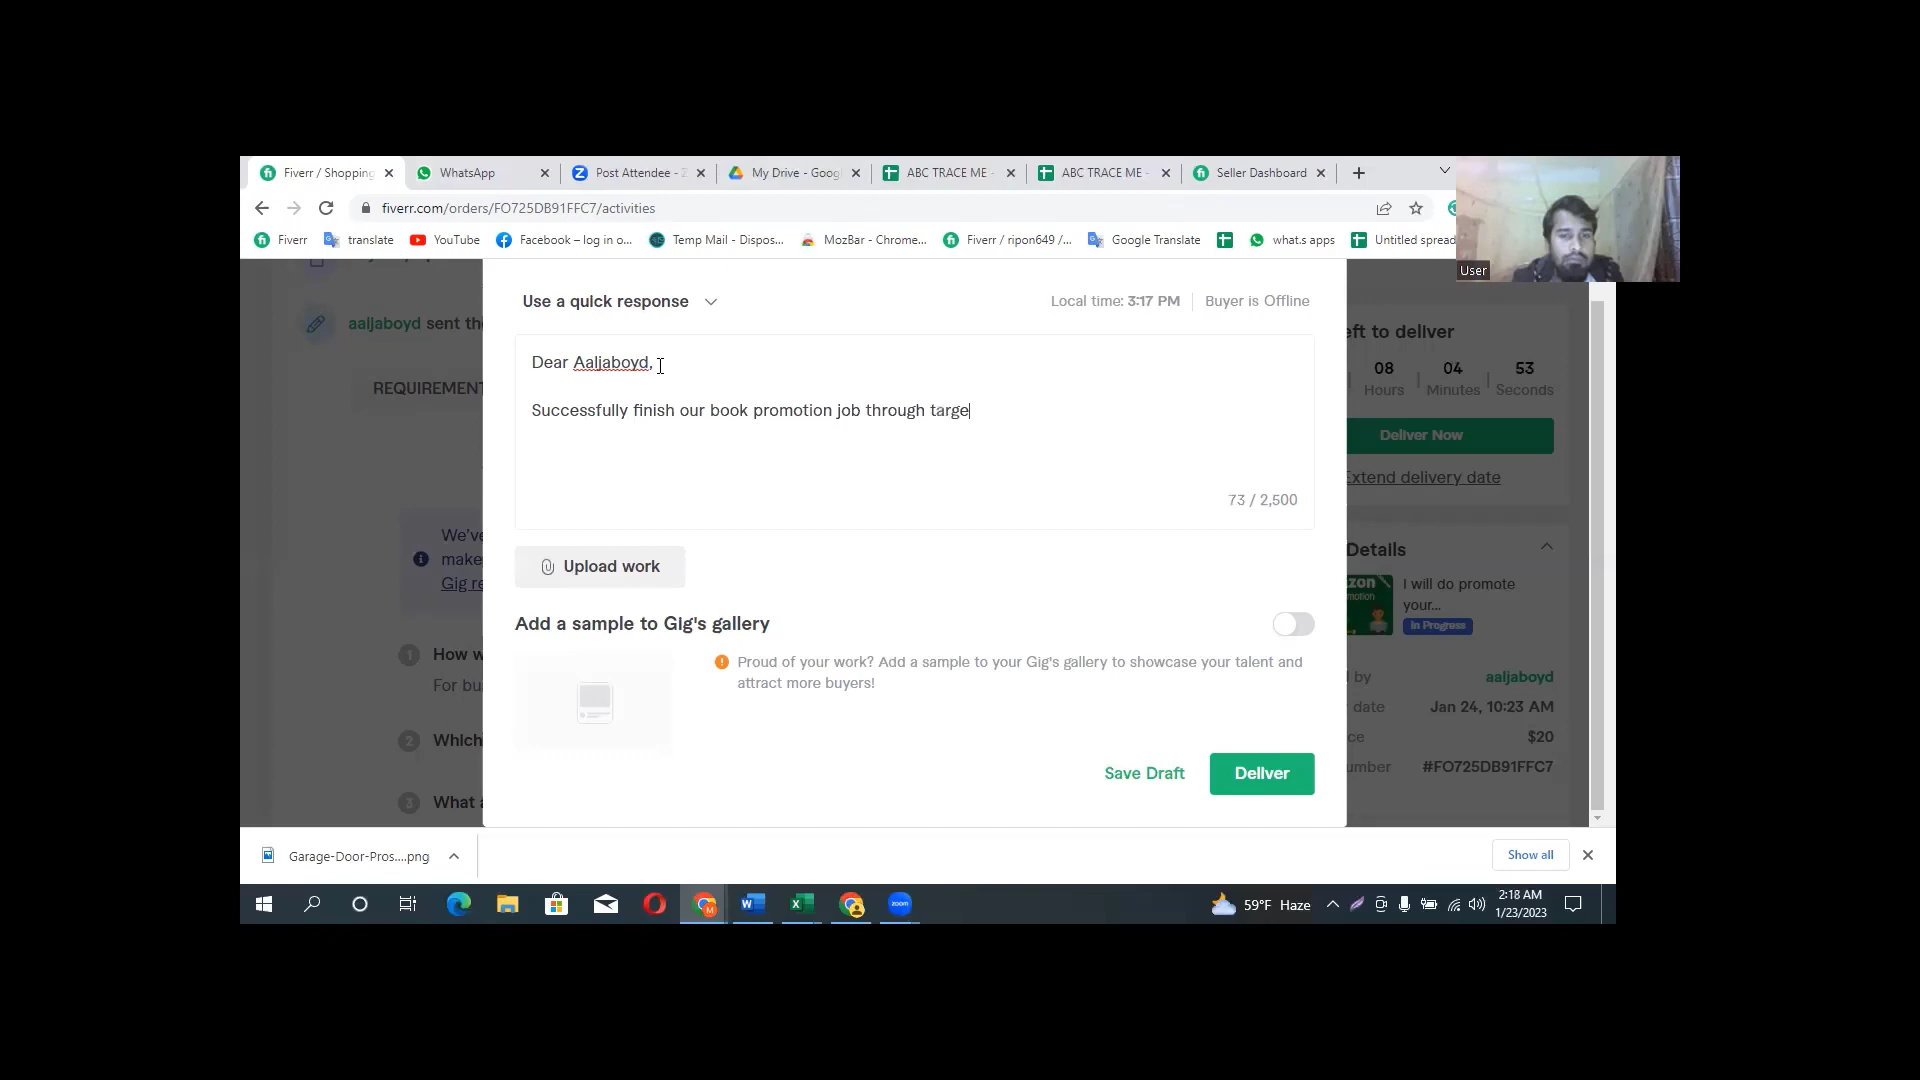 Fiverr / Shopping
WhatsApp
Post Attendee - Z
My Drive - Googl
ABC TRACE ME -
ABC TRACE ME -
Seller Dashboard
fiverr.com/orders/FO725DB91FFC7/activities
Fiverr
translate
YouTube
Facebook – log in o...
Temp Mail - Dispos...
MozBar - Chrome...
Fiverr / ripon649 /...
Google Translate
what.s apps
Untitled spread
User
Use a quick response
Local time: 3:17 PM
Buyer is Offline
aaljaboyd sent th
eft to deliver
Dear Aaljaboyd,
08
04
53
Hours
Minutes
Seconds
REQUIREMENT
Successfully finish our book promotion job through targe
Deliver Now
Extend delivery date
73 / 2,500
We've
make
Gig re
Upload work
Details
zon
motion
I will do promote
your...
In Progress
Add a sample to Gig's gallery
How w
For bu
Proud of your work? Add a sample to your Gig's gallery to showcase your talent and
attract more buyers!
d by
aaljaboyd
date
Jan 24, 10:23 AM
Which
ce
$20
umber
#FO725DB91FFC7
Save Draft
Deliver
What a
1
2
3
Garage-Door-Pros....png
Show all
59°F Haze
2:18 AM
1/23/2023
zoom